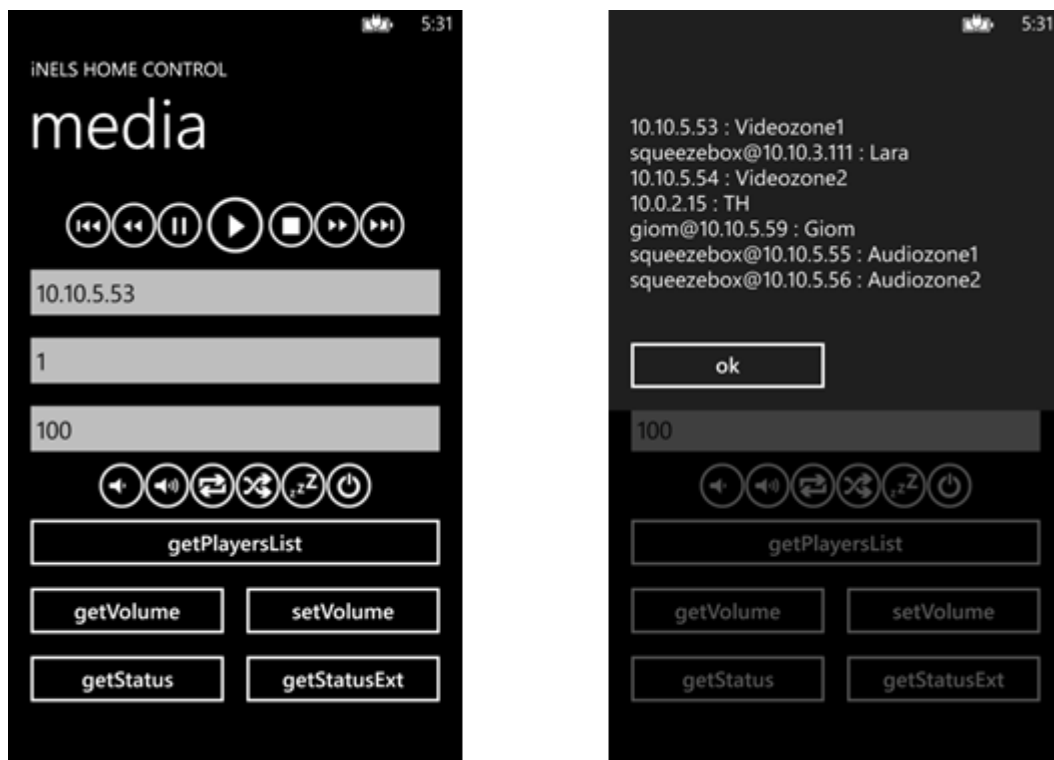 5:31
iNELS HOME CONTROL
media
10.10.5.53
1
100
zzZ
getPlayersList
getVolume setVolume
getStatus getStatusExt
5:31
10.10.5.53 : Videozone1
squeezebox@10.10.3.111 : Lara
10.10.5.54 : Videozone2
10.0.2.15 : TH
giom@10.10.5.59 : Giom
squeezebox@10.10.5.55 : Audiozone1
squeezebox@10.10.5.56 : Audiozone2
ok
100
zzZ
getPlayersList
getVolume setVolume
getStatus getStatusExt